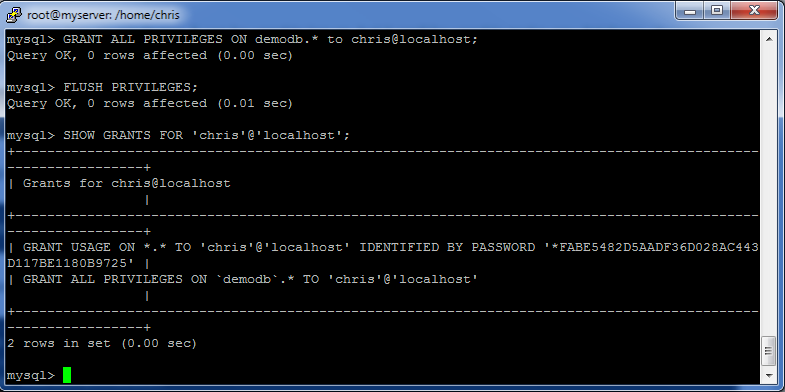 root@myserver: /home/chris
mysql> GRANT ALL PRIVILEGES ON demodb.* to chris@localhost;
Query OK, 0 rows affected (0.00 sec)
mysql> FLUSH PRIVILEGES;
Query OK, 0 rows affected (0.01 sec)
mysql> SHOW GRANTS FOR 'chris'@'localhost';
+----------------------------------------------------------------------------------------------
-----------------+
| Grants for chris@localhost
|
+----------------------------------------------------------------------------------------------
-----------------+
| GRANT USAGE ON *.* TO 'chris'@'localhost' IDENTIFIED BY PASSWORD '*FABE5482D5AADF36D028AC443
D117BE1180B9725' |
| GRANT ALL PRIVILEGES ON `demodb`.* TO 'chris'@'localhost'
|
+----------------------------------------------------------------------------------------------
-----------------+
2 rows in set (0.00 sec)
mysql>